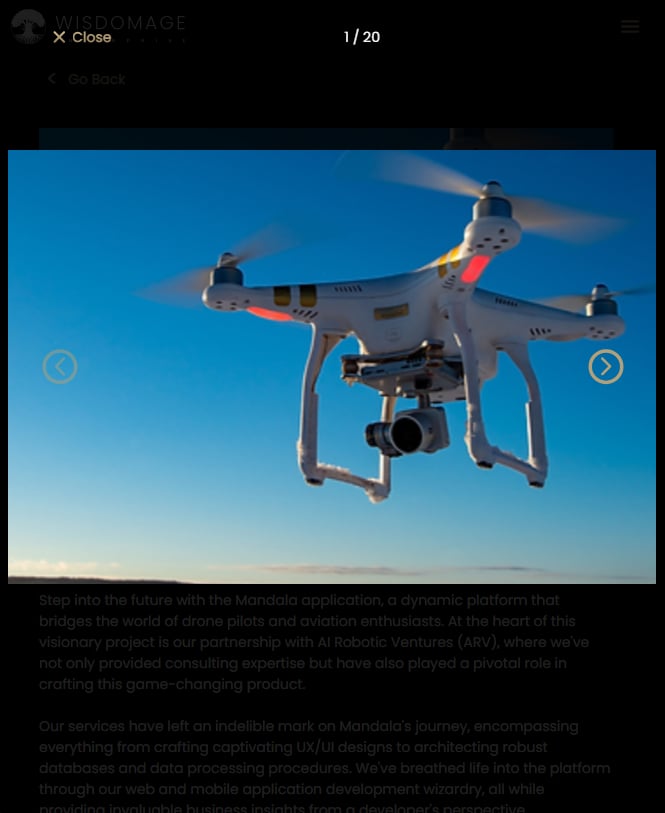 WISDOMAGE
Close
1 / 20
Go Back
Step into the future with the Mandala application, a dynamic platform that
bridges the world of drone pilots and aviation enthusiasts. At the heart of this
visionary project is our partnership with AI Robotic Ventures (ARV), where we've
not only provided consulting expertise but have also played a pivotal role in
crafting this game-changing product.
Our services have left an indelible mark on Mandala's journey, encompassing
everything from crafting captivating UX/UI designs to architecting robust
databases and data processing procedures. We've breathed life into the platform
through our web and mobile application development wizardry, all while
providing invaluable business insights from a developer's perspective.